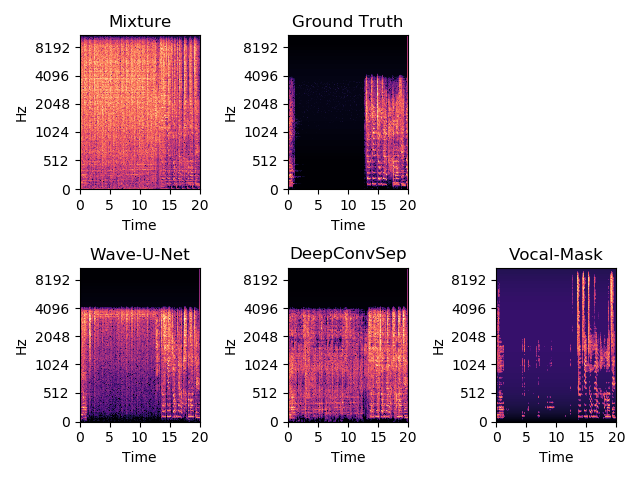 Mixture
Ground Truth
8192
4096
2048
1024
512
0
Hz
0 5 10 15 20
Time
8192
4096
2048
1024
512
0
Hz
0 5 10 15 20
Time
Wave-U-Net
DeepConvSep
Vocal-Mask
8192
4096
2048
1024
512
0
Hz
0 5 10 15 20
Time
8192
4096
2048
1024
512
0
Hz
0 5 10 15 20
Time
8192
4096
2048
1024
512
0
Hz
0 5 10 15 20
Time